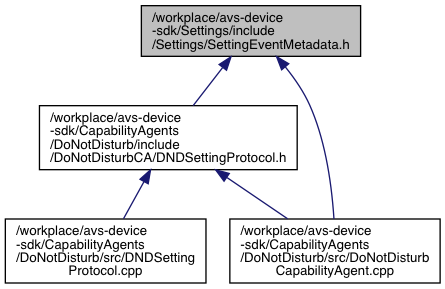 /workplace/avs-device
-sdk/Settings/include
/Settings/SettingEventMetadata.h
/workplace/avs-device
-sdk/CapabilityAgents
/DoNotDisturb/include
/DoNotDisturbCA/DNDSettingProtocol.h
/workplace/avs-device
-sdk/CapabilityAgents
/DoNotDisturb/src/DNDSetting
Protocol.cpp
/workplace/avs-device
-sdk/CapabilityAgents
/DoNotDisturb/src/DoNotDisturb
CapabilityAgent.cpp